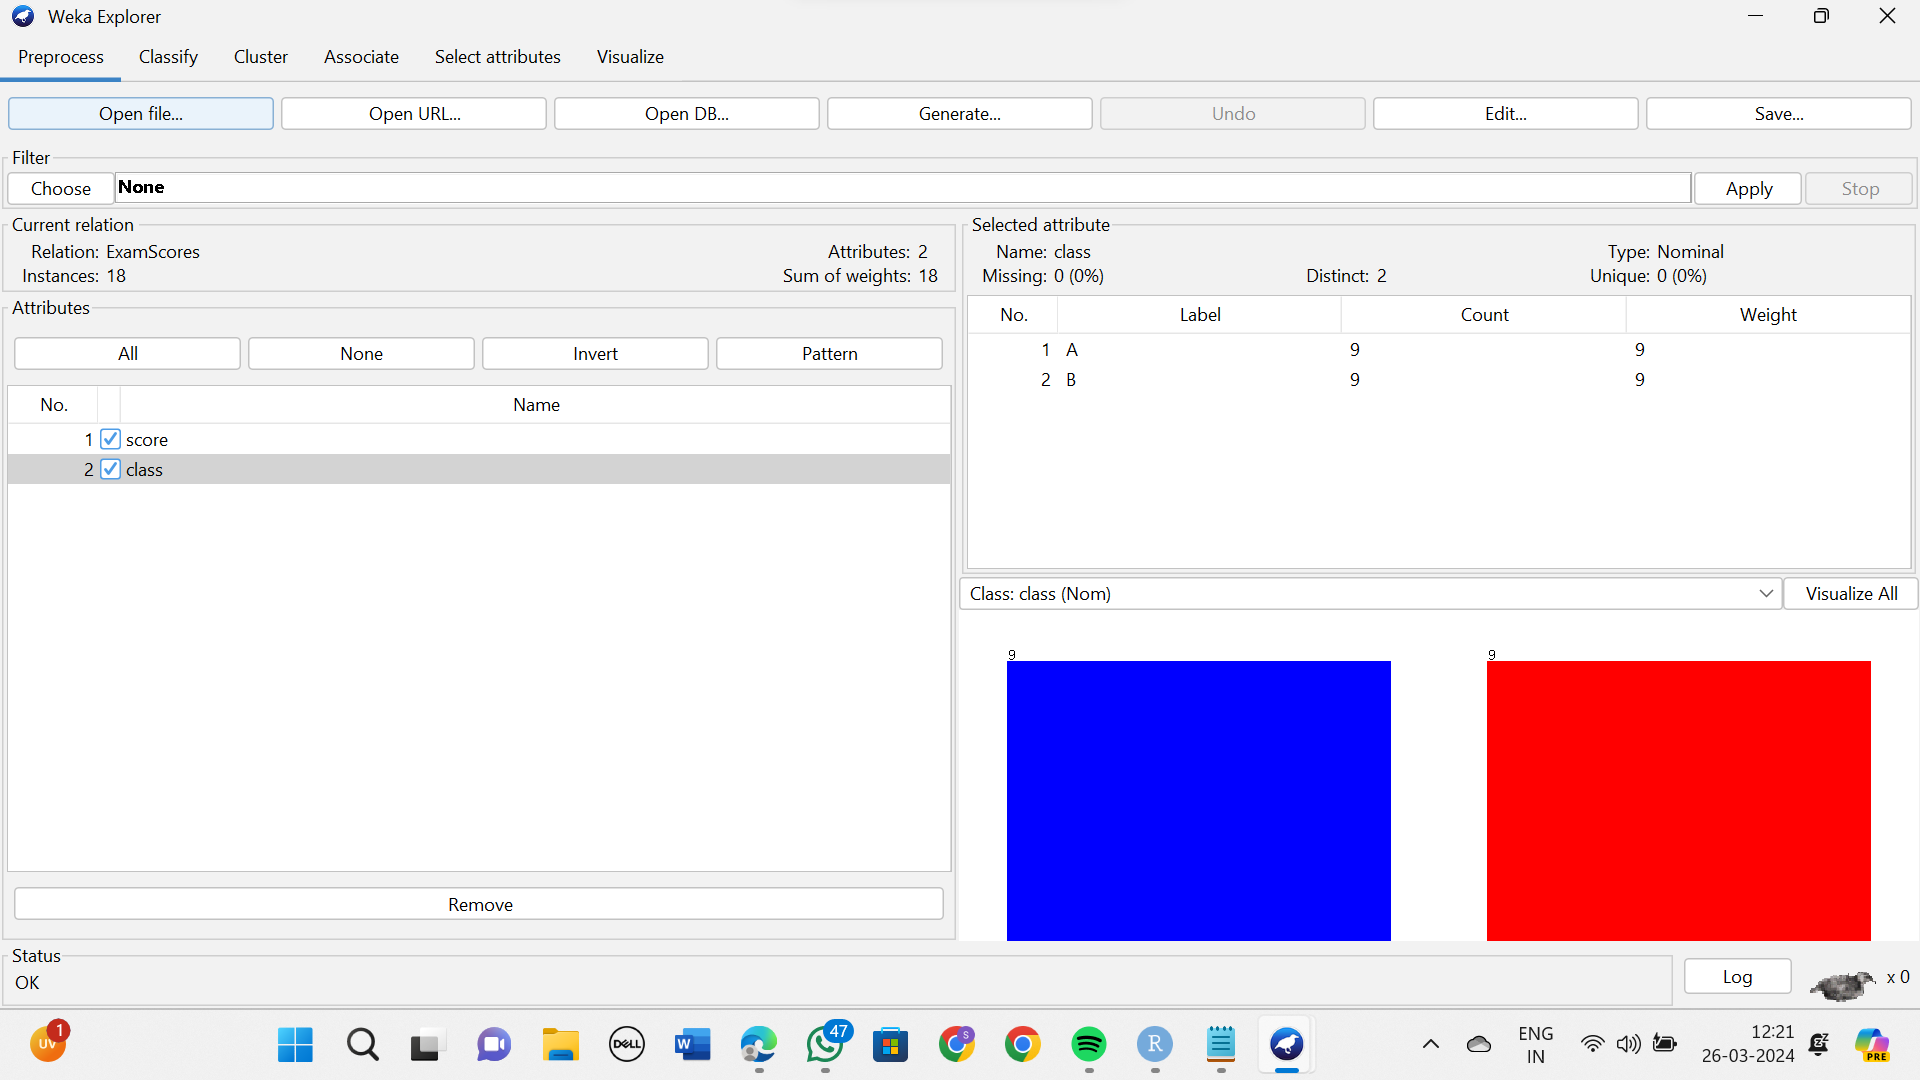 Weka Explorer
Preprocess Classify Cluster Associate Select attributes Visualize
Open file... Open URL... Open DB... Generate... Undo Edit... Save...
Filter
Choose None Apply Stop
Current relation
Relation: ExamScores Attributes: 2
Instances: 18 Sum of weights: 18
Attributes
All None Invert Pattern
No. Name
1 score
2 class
Remove
Selected attribute
Name: class Type: Nominal
Missing: 0 (0%) Distinct: 2 Unique: 0 (0%)
No. Label Count Weight
1 A 9 9
2 B 9 9
Class: class (Nom) Visualize All
9 9
Status
OK
Log x 0
UV 1 DELL W 47 S R ENG
IN
12:21
26-03-2024
PRE